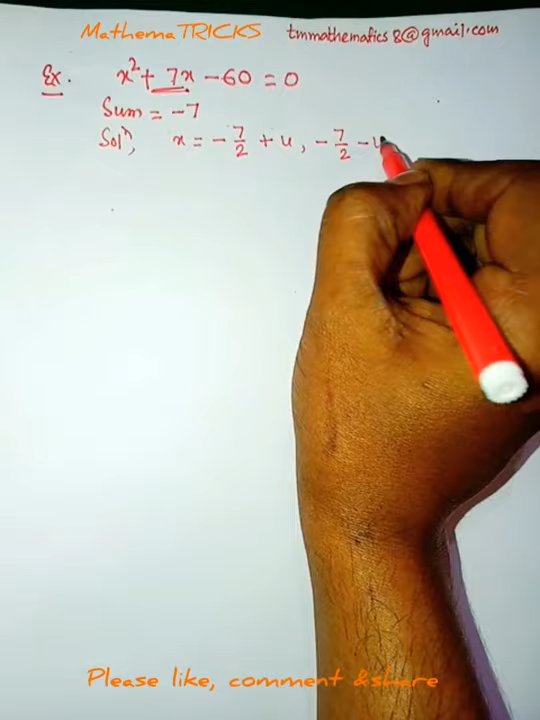 MathemaTRICKS tmmathematics8@gmail.com
Ex. x² + 7x - 60 = 0
Sum = -7
Solⁿ, x = - 7/2 + u, - 7/2 - u
Please like, comment &share